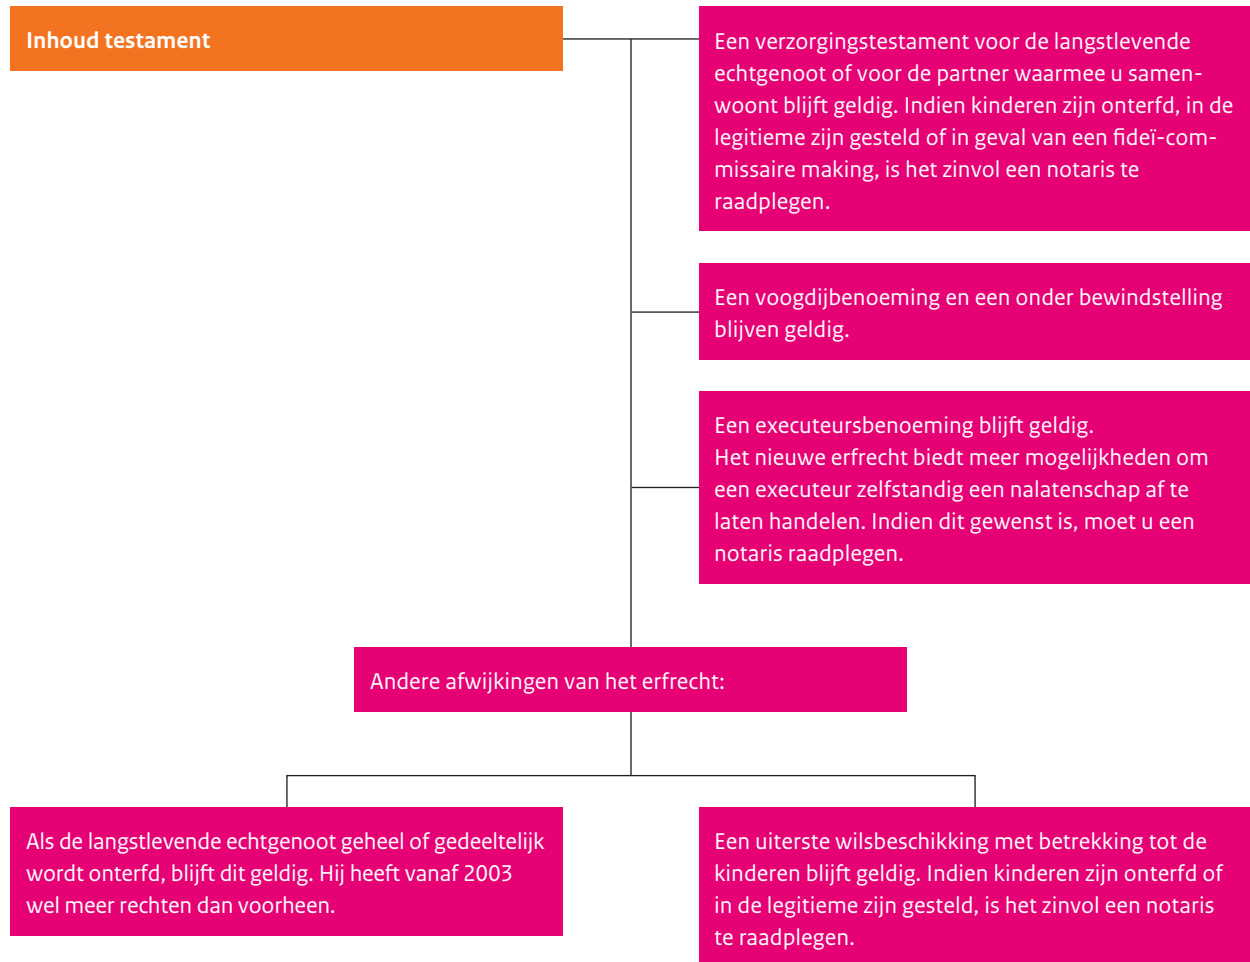 Inhoud testament
Een verzorgingstestament voor de langstlevende
echtgenoot of voor de partner waarmee u samen-
woont blijft geldig. Indien kinderen zijn onterfd, in de
legitieme zijn gesteld of in geval van een fideï-com-
missaire making, is het zinvol een notaris te
raadplegen.
Een voogdijbenoeming en een onder bewindstelling
blijven geldig.
Een executeursbenoeming blijft geldig.
Het nieuwe erfrecht biedt meer mogelijkheden om
een executeur zelfstandig een nalatenschap af te
laten handelen. Indien dit gewenst is, moet u een
notaris raadplegen.
Andere afwijkingen van het erfrecht:
Als de langstlevende echtgenoot geheel of gedeeltelijk
wordt onterfd, blijft dit geldig. Hij heeft vanaf 2003
wel meer rechten dan voorheen.
Een uiterste wilsbeschikking met betrekking tot de
kinderen blijft geldig. Indien kinderen zijn onterfd of
in de legitieme zijn gesteld, is het zinvol een notaris
te raadplegen.